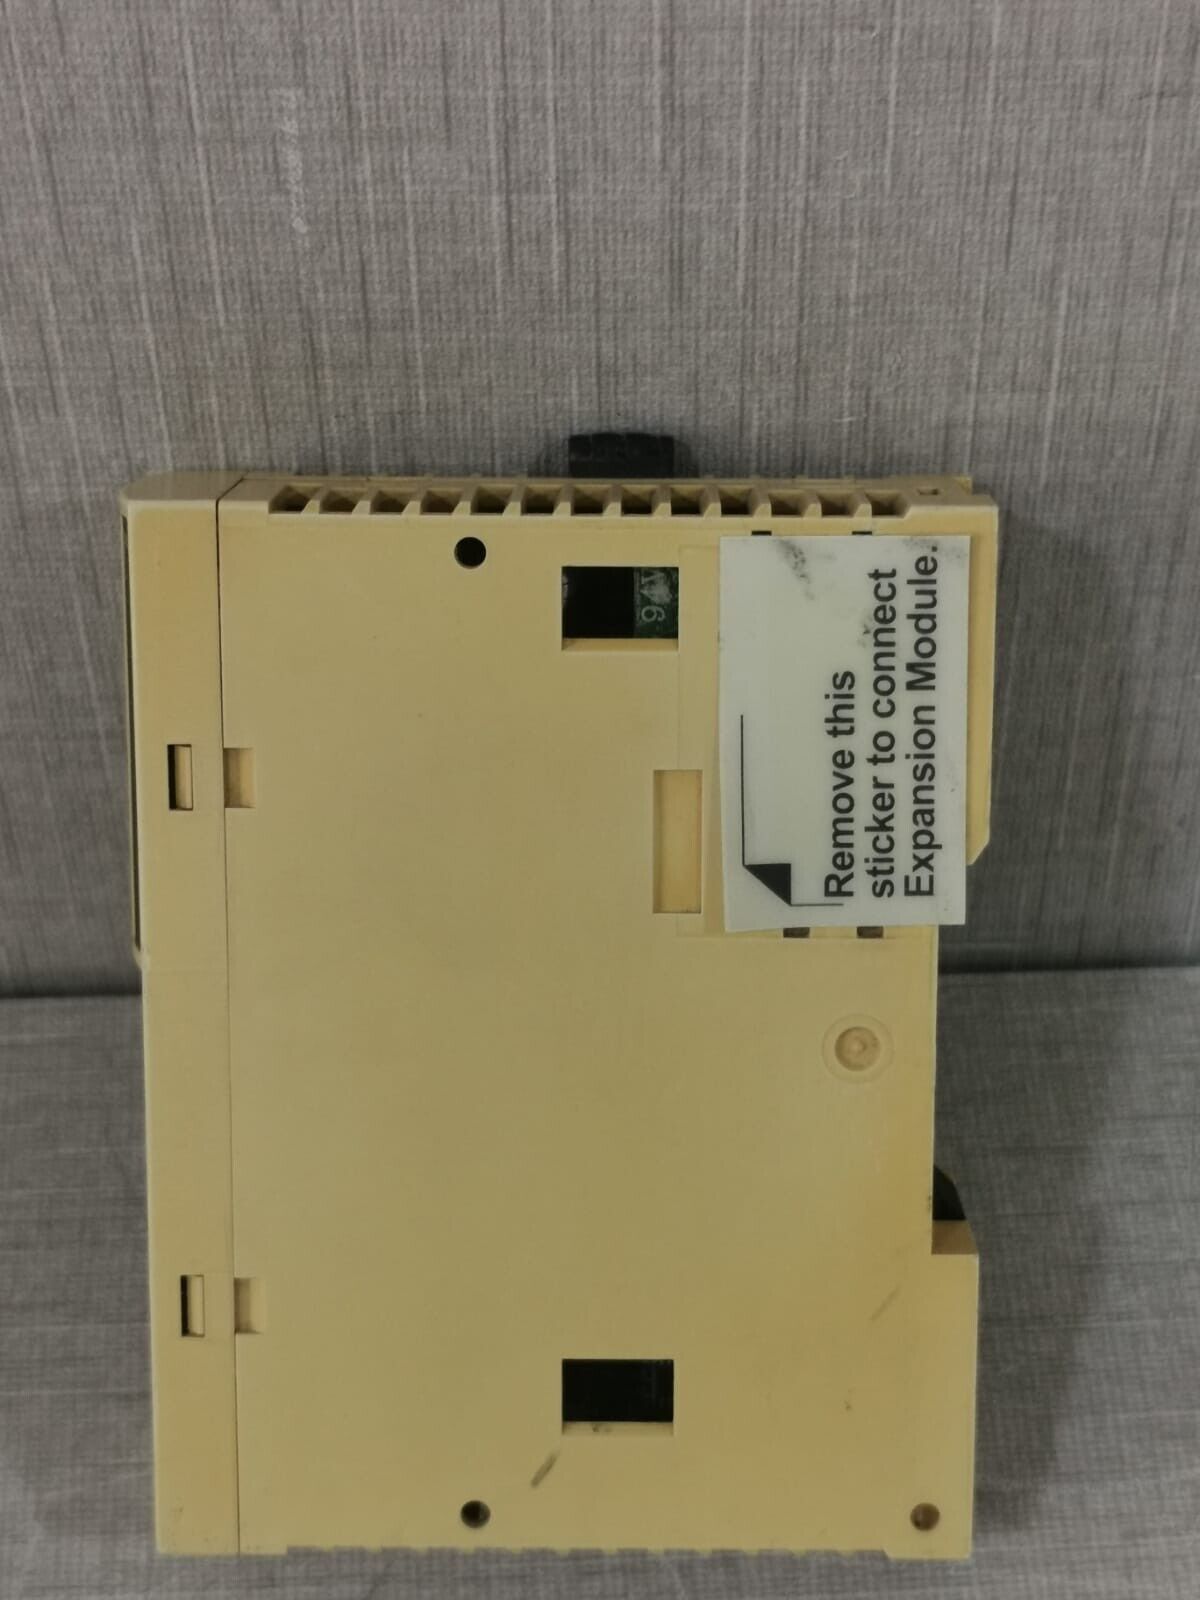 Remove this
sticker to connect
Expansion Module.